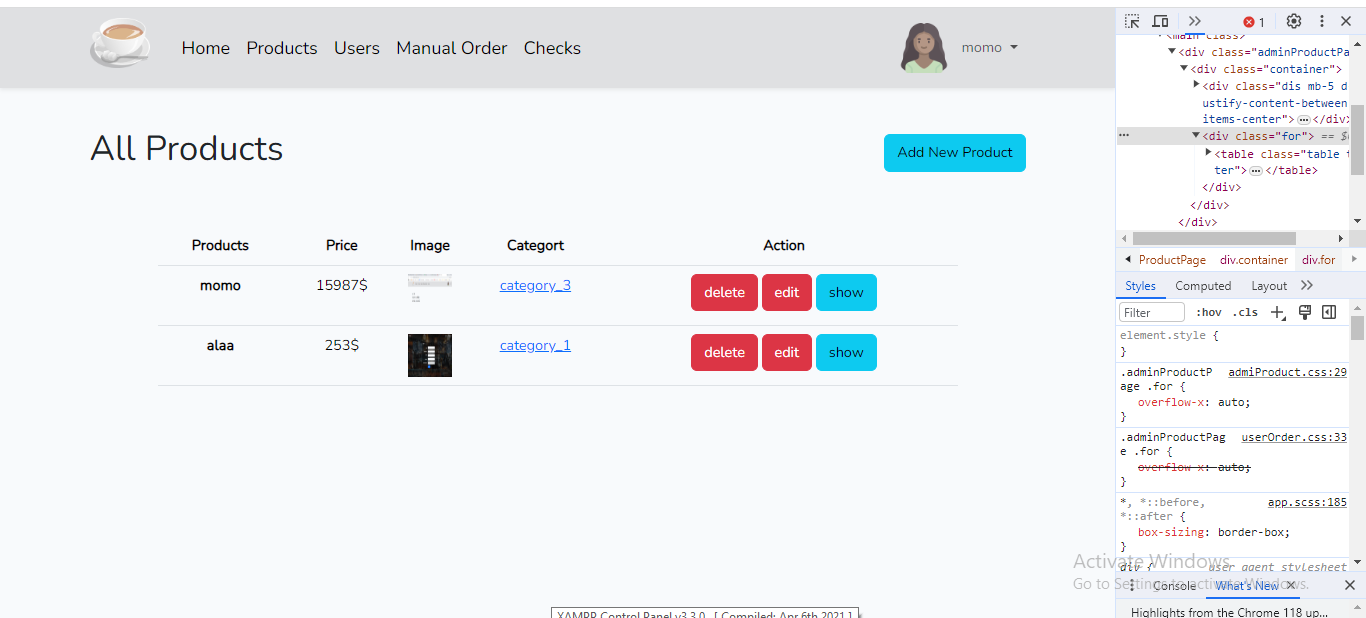 Home Products Users Manual Order Checks momo
All Products
Add New Product
Products Price Image Categort Action
momo 15987$ category_3 delete edit show
alaa 253$ category_1 delete edit show
XAMPP Control Panel v3.3.0 [ Compiled: Apr 6th 2021 ]
1
<main class>
<div class="adminProductPa
<div class="container">
<div class="dis mb-5 d
ustify-content-between
items-center"> … </div>
<div class="for"> == $
<table class="table t
ter"> … </table>
</div>
</div>
</div>
ProductPage div.container div.for
Styles Computed Layout
Filter :hov .cls
element.style {
}
.adminProductP admiProduct.css:29
age .for {
overflow-x: auto;
}
.adminProductPag userOrder.css:33
e .for {
overflow-x: auto;
}
*, *::before, app.scss:185
*::after {
box-sizing: border-box;
}
div { user agent stylesheet
Activate Windows
Go to Settings to activate Windows.
Console What's New
Highlights from the Chrome 118 up...